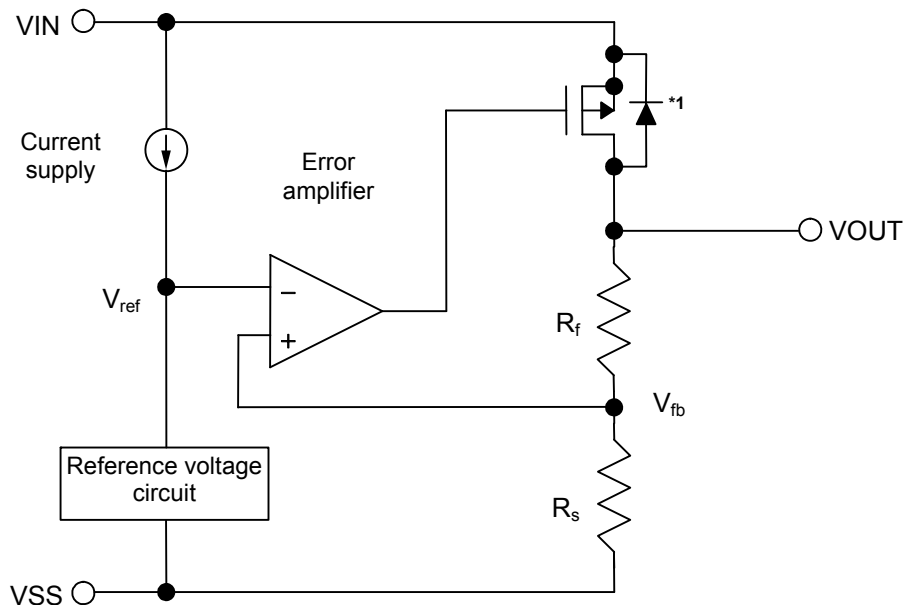 VIN
*1
Current
supply
Error
amplifier
VOUT
Vref
−
+
Rf
Vfb
Reference voltage
circuit
Rs
VSS